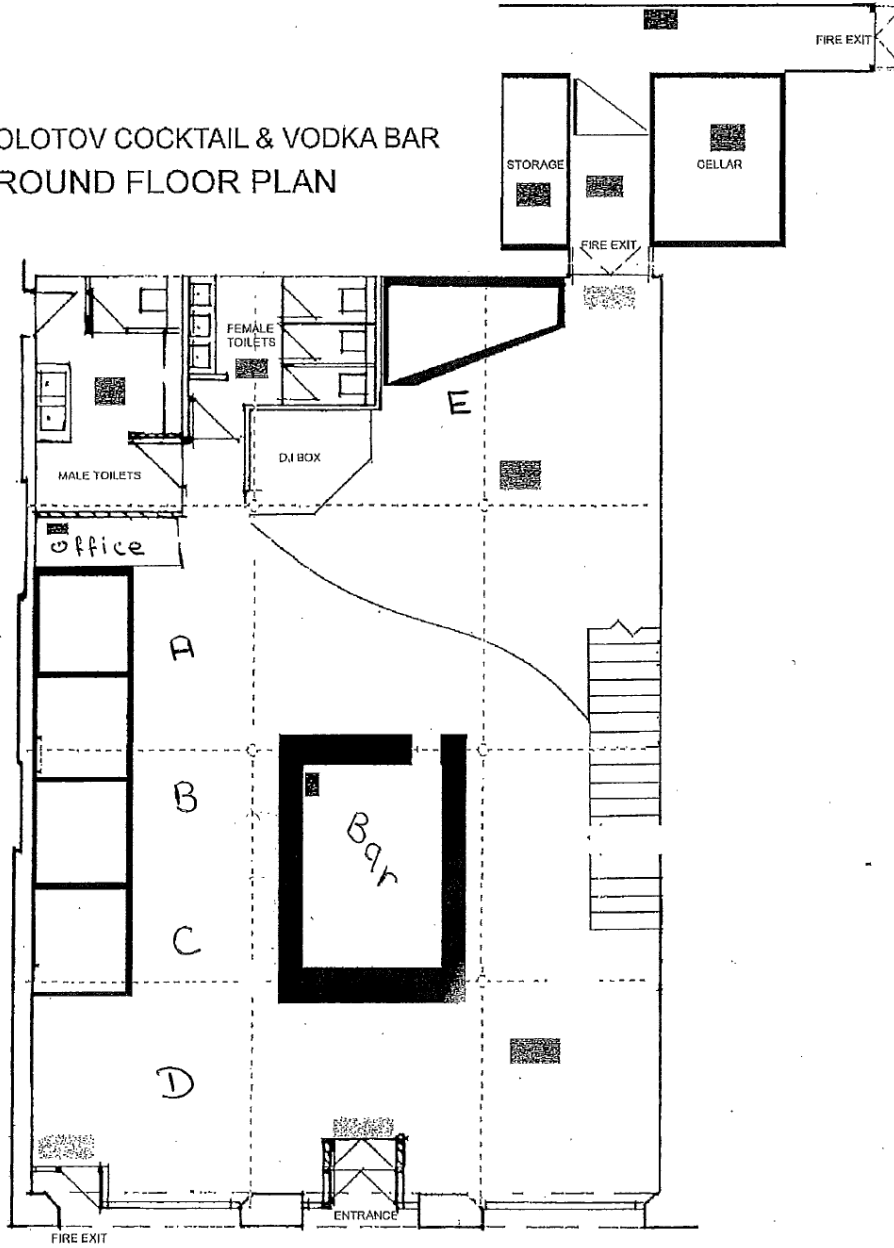 FIRE EXIT
OLOTOV COCKTAIL & VODKA BAR
ROUND FLOOR PLAN
STORAGE
CELLAR
FIRE EXIT
FEMALE
TOILETS
E
DJ BOX
MALE TOILETS
Office
A
B
Bar
C
D
ENTRANCE
FIRE EXIT